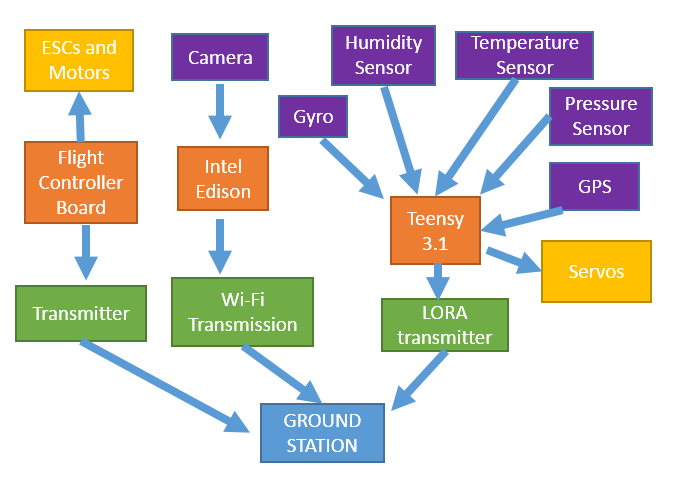 ESCs and
Motors
Camera
Humidity
Sensor
Temperature
Sensor
Gyro
Pressure
Sensor
Flight
Controller
Board
Intel
Edison
GPS
Teensy
3.1
Servos
Transmitter
Wi-Fi
Transmission
LORA
transmitter
GROUND
STATION